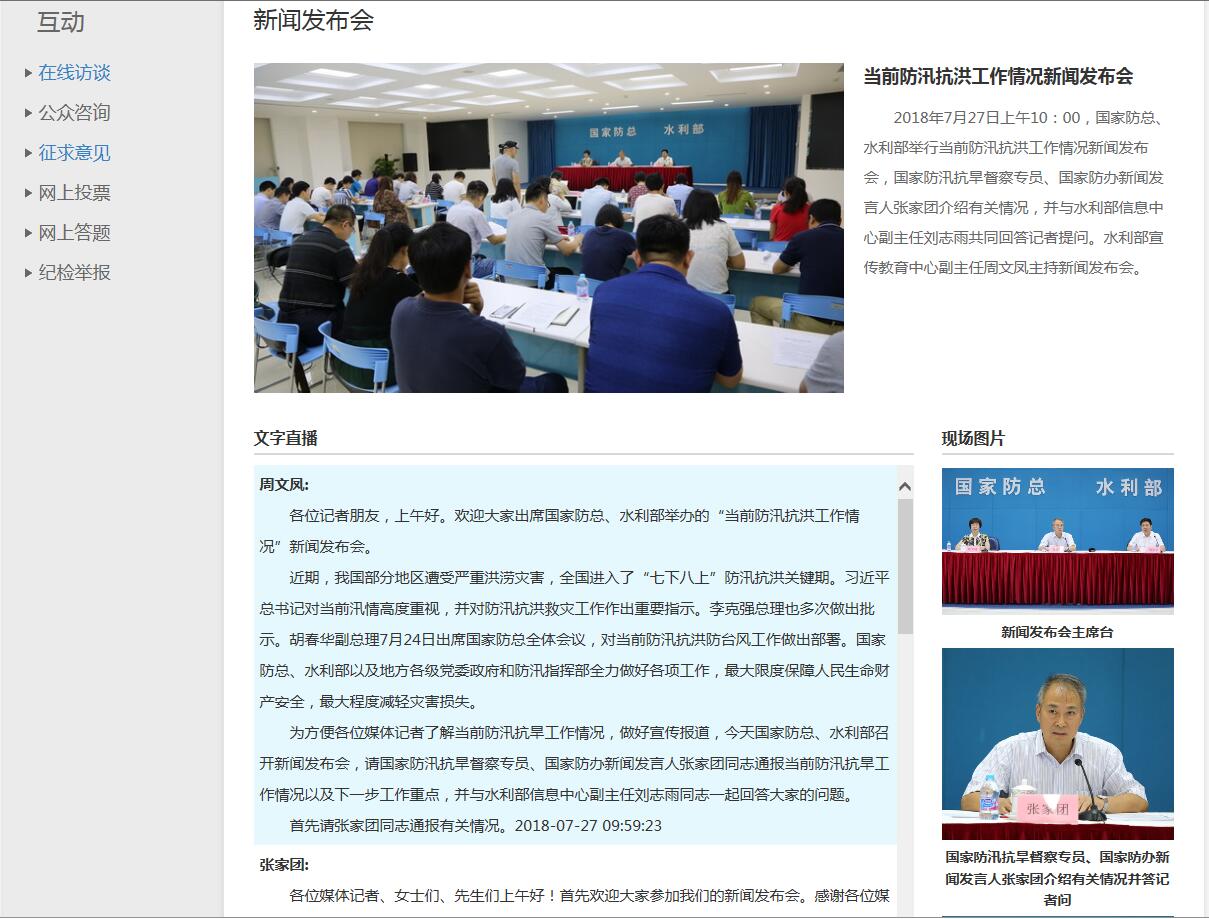 互动
在线访谈
公众咨询
征求意见
网上投票
网上答题
纪检举报
新闻发布会
国家防总 水利部
当前防汛抗洪工作情况新闻发布会
2018年7月27日上午10：00，国家防总、
水利部举行当前防汛抗洪工作情况新闻发布
会，国家防汛抗旱督察专员、国家防办新闻发
言人张家团介绍有关情况，并与水利部信息中
心副主任刘志雨共同回答记者提问。水利部宣
传教育中心副主任周文凤主持新闻发布会。
文字直播
周文凤:
各位记者朋友，上午好。欢迎大家出席国家防总、水利部举办的“当前防汛抗洪工作情
况”新闻发布会。
近期，我国部分地区遭受严重洪涝灾害，全国进入了“七下八上”防汛抗洪关键期。习近平
总书记对当前汛情高度重视，并对防汛抗洪救灾工作作出重要指示。李克强总理也多次做出批
示。胡春华副总理7月24日出席国家防总全体会议，对当前防汛抗洪防台风工作做出部署。国家
防总、水利部以及地方各级党委政府和防汛指挥部全力做好各项工作，最大限度保障人民生命财
产安全，最大程度减轻灾害损失。
为方便各位媒体记者了解当前防汛抗旱工作情况，做好宣传报道，今天国家防总、水利部召
开新闻发布会，请国家防汛抗旱督察专员、国家防办新闻发言人张家团同志通报当前防汛抗旱工
作情况以及下一步工作重点，并与水利部信息中心副主任刘志雨同志一起回答大家的问题。
首先请张家团同志通报有关情况。2018-07-27 09:59:23
张家团:
各位媒体记者、女士们、先生们上午好！首先欢迎大家参加我们的新闻发布会。感谢各位媒
现场图片
国家防总 水利部
新闻发布会主席台
张家团
国家防汛抗旱督察专员、国家防办新
闻发言人张家团介绍有关情况并答记
者问